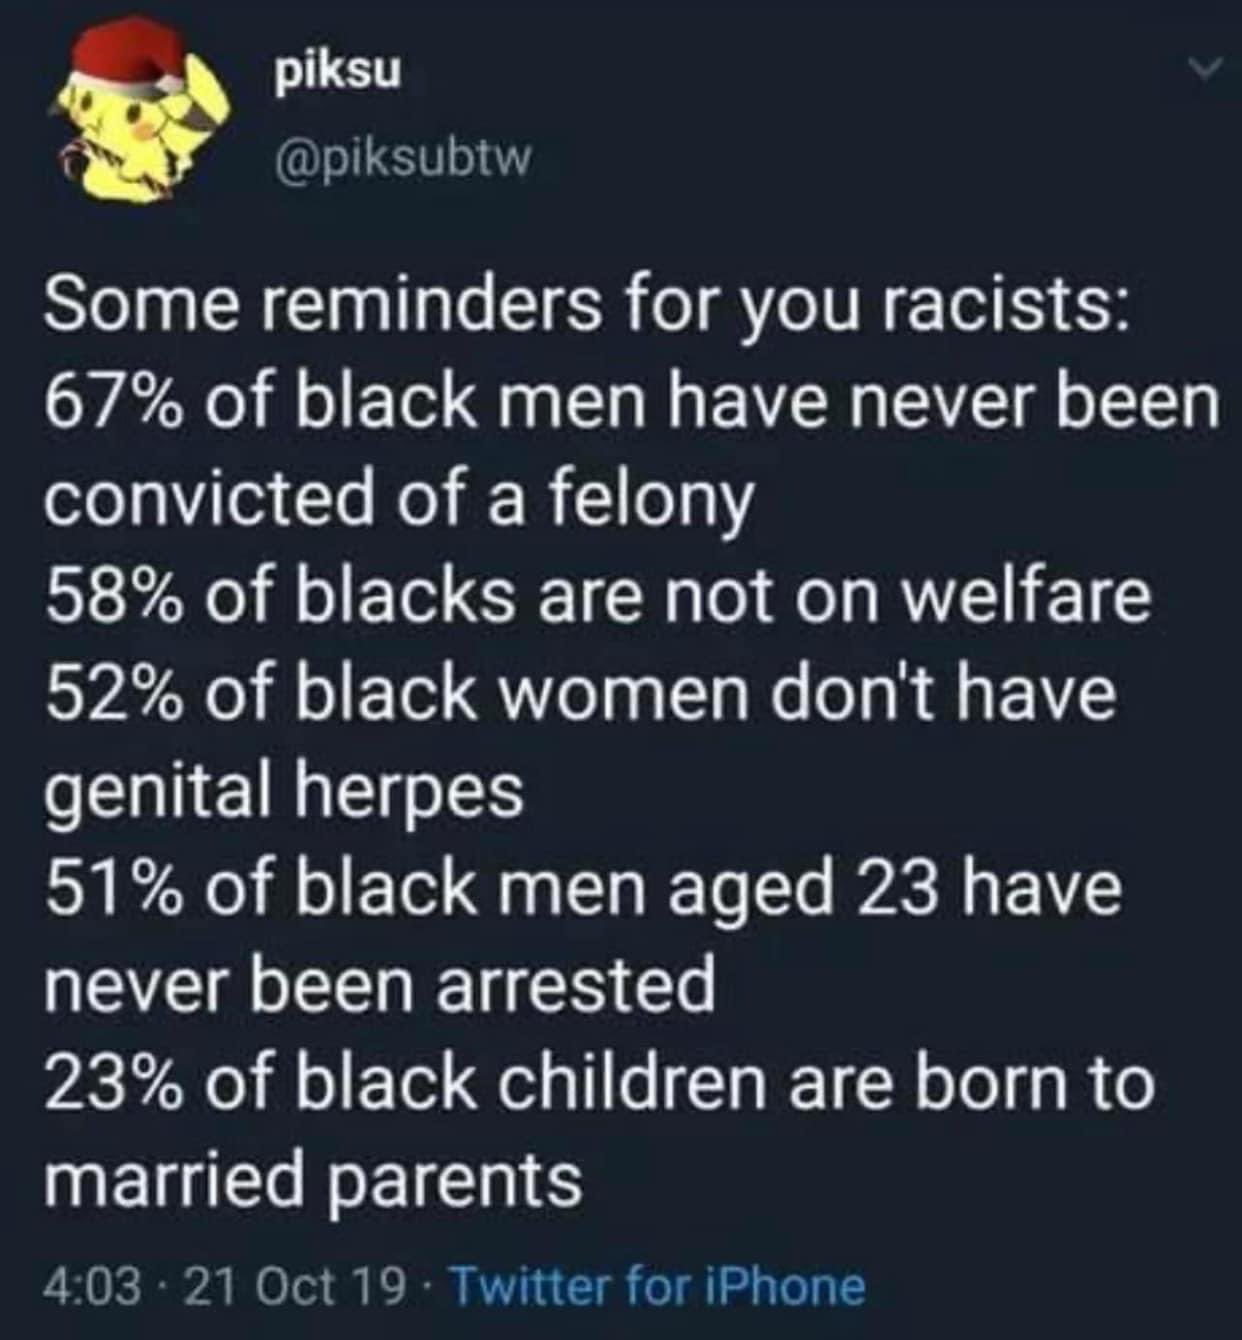 piksu
@piksubtw
Some reminders for you racists:
67% of black men have never been
convicted of a felony
58% of blacks are not on welfare
52% of black women don't have
genital herpes
51% of black men aged 23 have
never been arrested
23% of black children are born to
married parents
4:03 · 21 Oct 19 · Twitter for iPhone